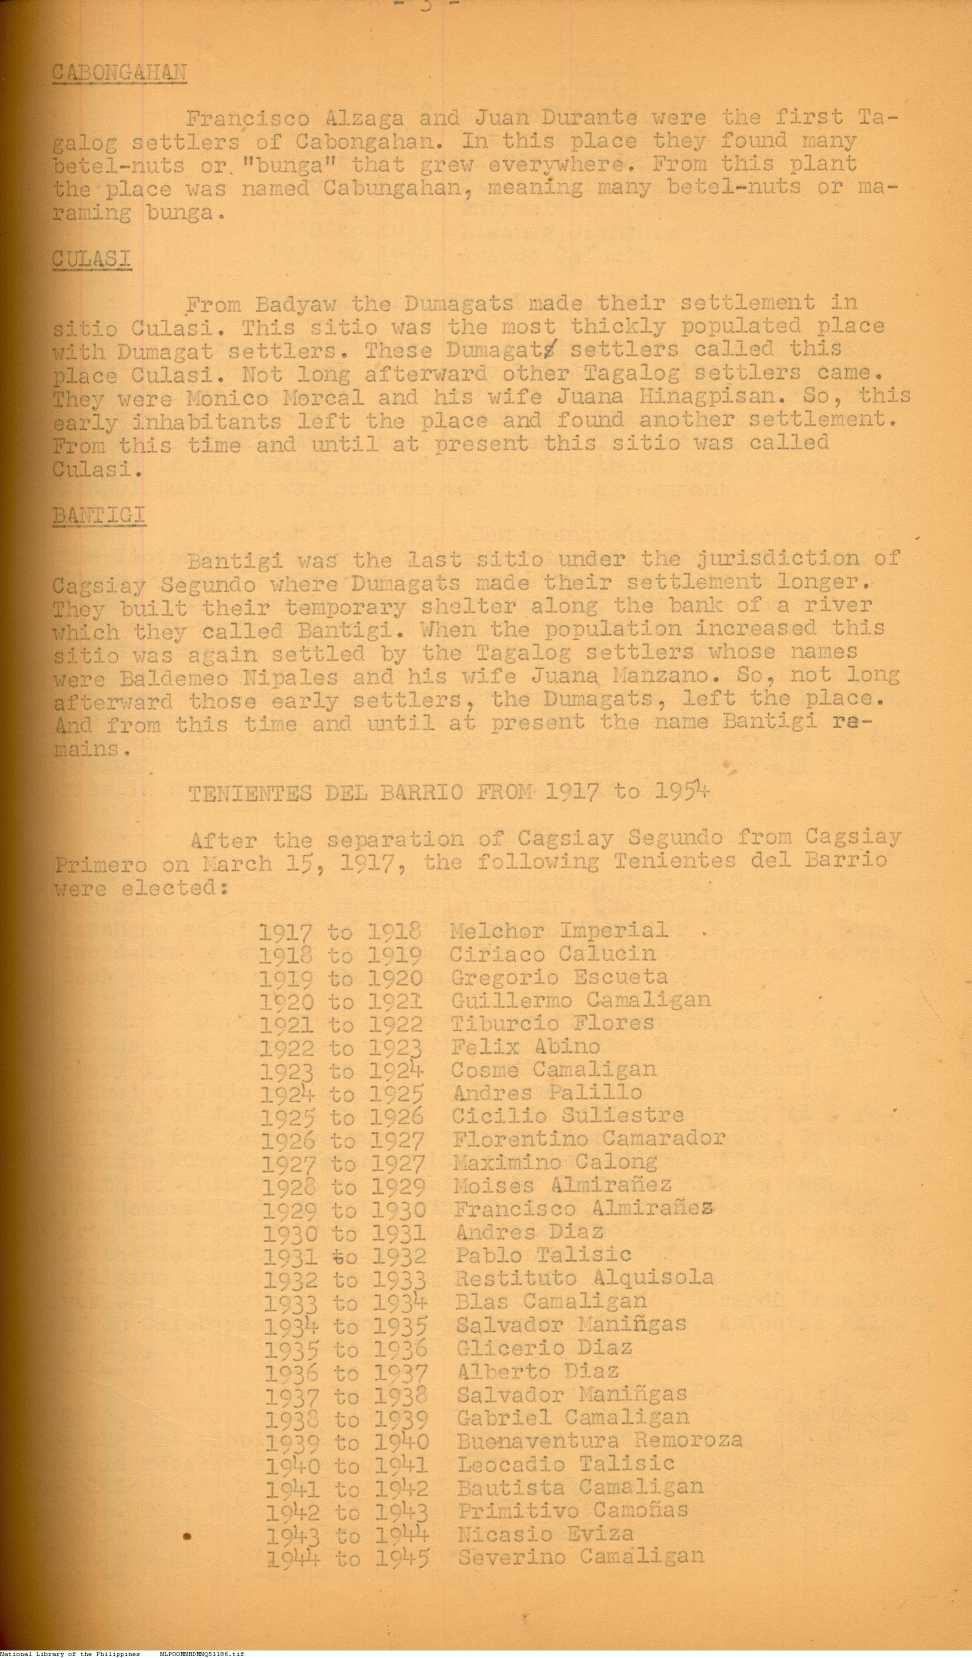 - 3 -
CABONGAHAN
Francisco Alzaga and Juan Durante were the first Ta-
galog settlers of Cabongahan. In this place they found many
betel-nuts or "bunga" that grew everywhere. From this plant
the place was named Cabungahan, meaning many betel-nuts or ma-
raming bunga.
CULASI
From Badyaw the Dumagats made their settlement in
sitio Culasi. This sitio was the most thickly populated place
with Dumagat settlers. These Dumagats settlers called this
place Culasi. Not long afterward other Tagalog settlers came.
They were Monico Morcal and his wife Juana Hinagpisan. So, this
early inhabitants left the place and found another settlement.
From this time and until at present this sitio was called
Culasi.
BANTIGI
Bantigi was the last sitio under the jurisdiction of
Cagsiay Segundo where Dumagats made their settlement longer.
They built their temporary shelter along the bank of a river
which they called Bantigi. When the population increased this
sitio was again settled by the Tagalog settlers whose names
were Baldemeo Nipales and his wife Juana Manzano. So, not long
afterward those early settlers, the Dumagats, left the place.
And from this time and until at present the name Bantigi re-
mains.
TENIENTES DEL BARRIO FROM 1917 to 1954
After the separation of Cagsiay Segundo from Cagsiay
Primero on March 15, 1917, the following Tenientes del Barrio
were elected:
1917 to 1918 Melchor Imperial
1918 to 1919 Ciriaco Calucin
1919 to 1920 Gregorio Escueta
1920 to 1921 Guillermo Camaligan
1921 to 1922 Tiburcio Flores
1922 to 1923 Felix Abino
1923 to 1924 Cosme Camaligan
1924 to 1925 Andres Palillo
1925 to 1926 Cicilio Suliestre
1926 to 1927 Florentino Camarador
1927 to 1927 Maximino Calong
1928 to 1929 Moises Almirañez
1929 to 1930 Francisco Almirañez
1930 to 1931 Andres Diaz
1931 to 1932 Pablo Talisic
1932 to 1933 Restituto Alquisola
1933 to 1934 Blas Camaligan
1934 to 1935 Salvador Maniñgas
1935 to 1936 Glicerio Diaz
1936 to 1937 Alberto Diaz
1937 to 1938 Salvador Maniñgas
1938 to 1939 Gabriel Camaligan
1939 to 1940 Buenaventura Remoroza
1940 to 1941 Leocadio Talisic
1941 to 1942 Bautista Camaligan
1942 to 1943 Primitivo Camoñas
1943 to 1944 Nicasio Eviza
1944 to 1945 Severino Camaligan
National Library of the Philippines NLPOOENHDMNQ51186.tif